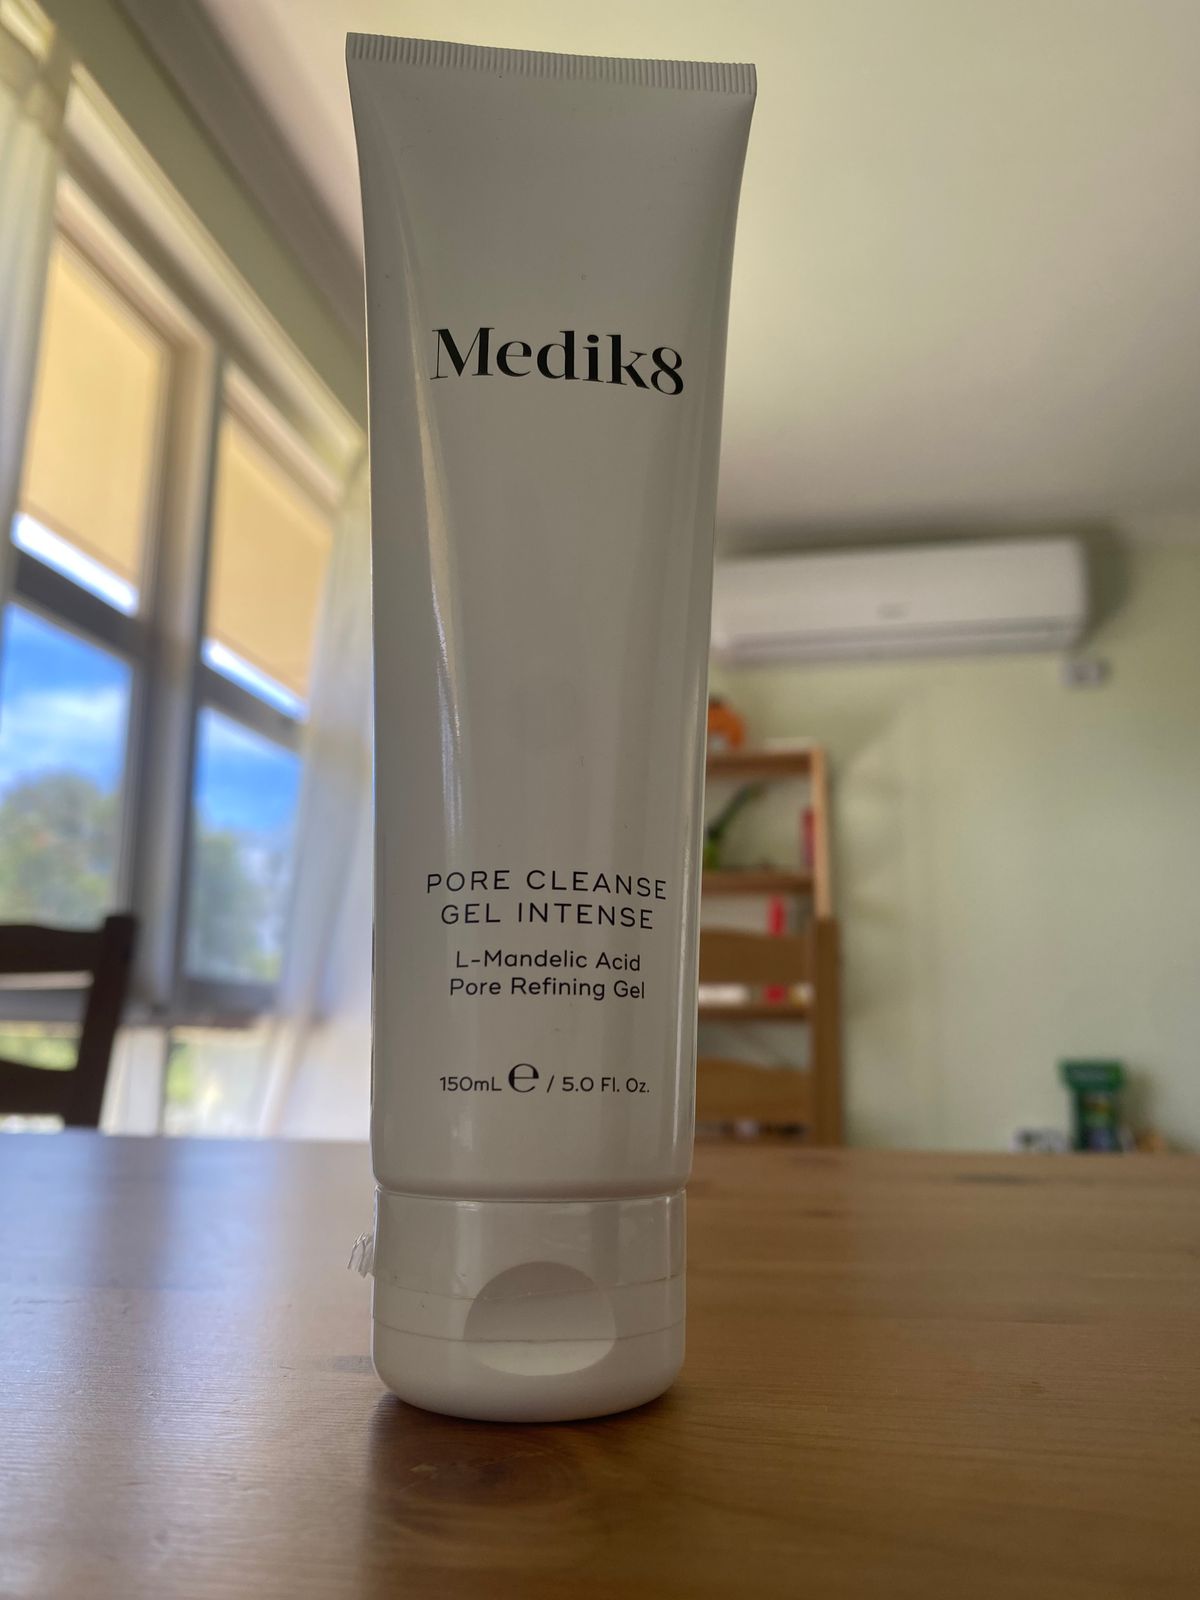 Medik8
PORE CLEANSE
GEL INTENSE
L-Mandelic Acid
Pore Refining Gel
150mL ℮ / 5.0 Fl. Oz.